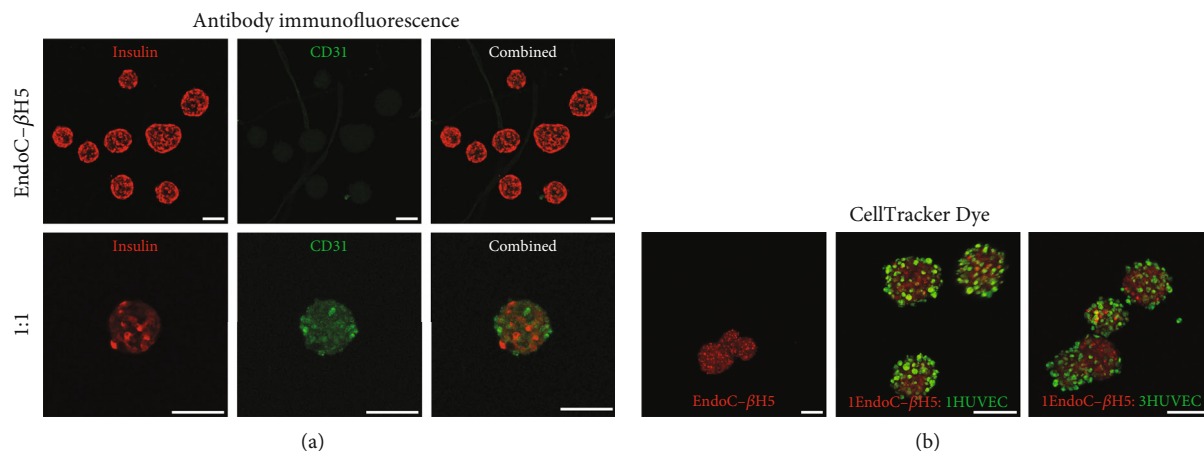 Antibody immunofluorescence
Insulin
CD31
Combined
EndoC–βH5
Insulin
CD31
Combined
1:1
(a)
CellTracker Dye
EndoC–βH5
1EndoC–βH5: 1HUVEC
1EndoC–βH5: 3HUVEC
(b)